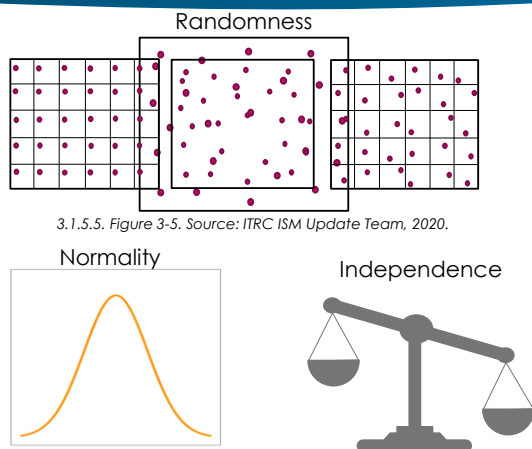 Randomness
3.1.5.5. Figure 3-5. Source: ITRC ISM Update Team, 2020.
Normality
Independence